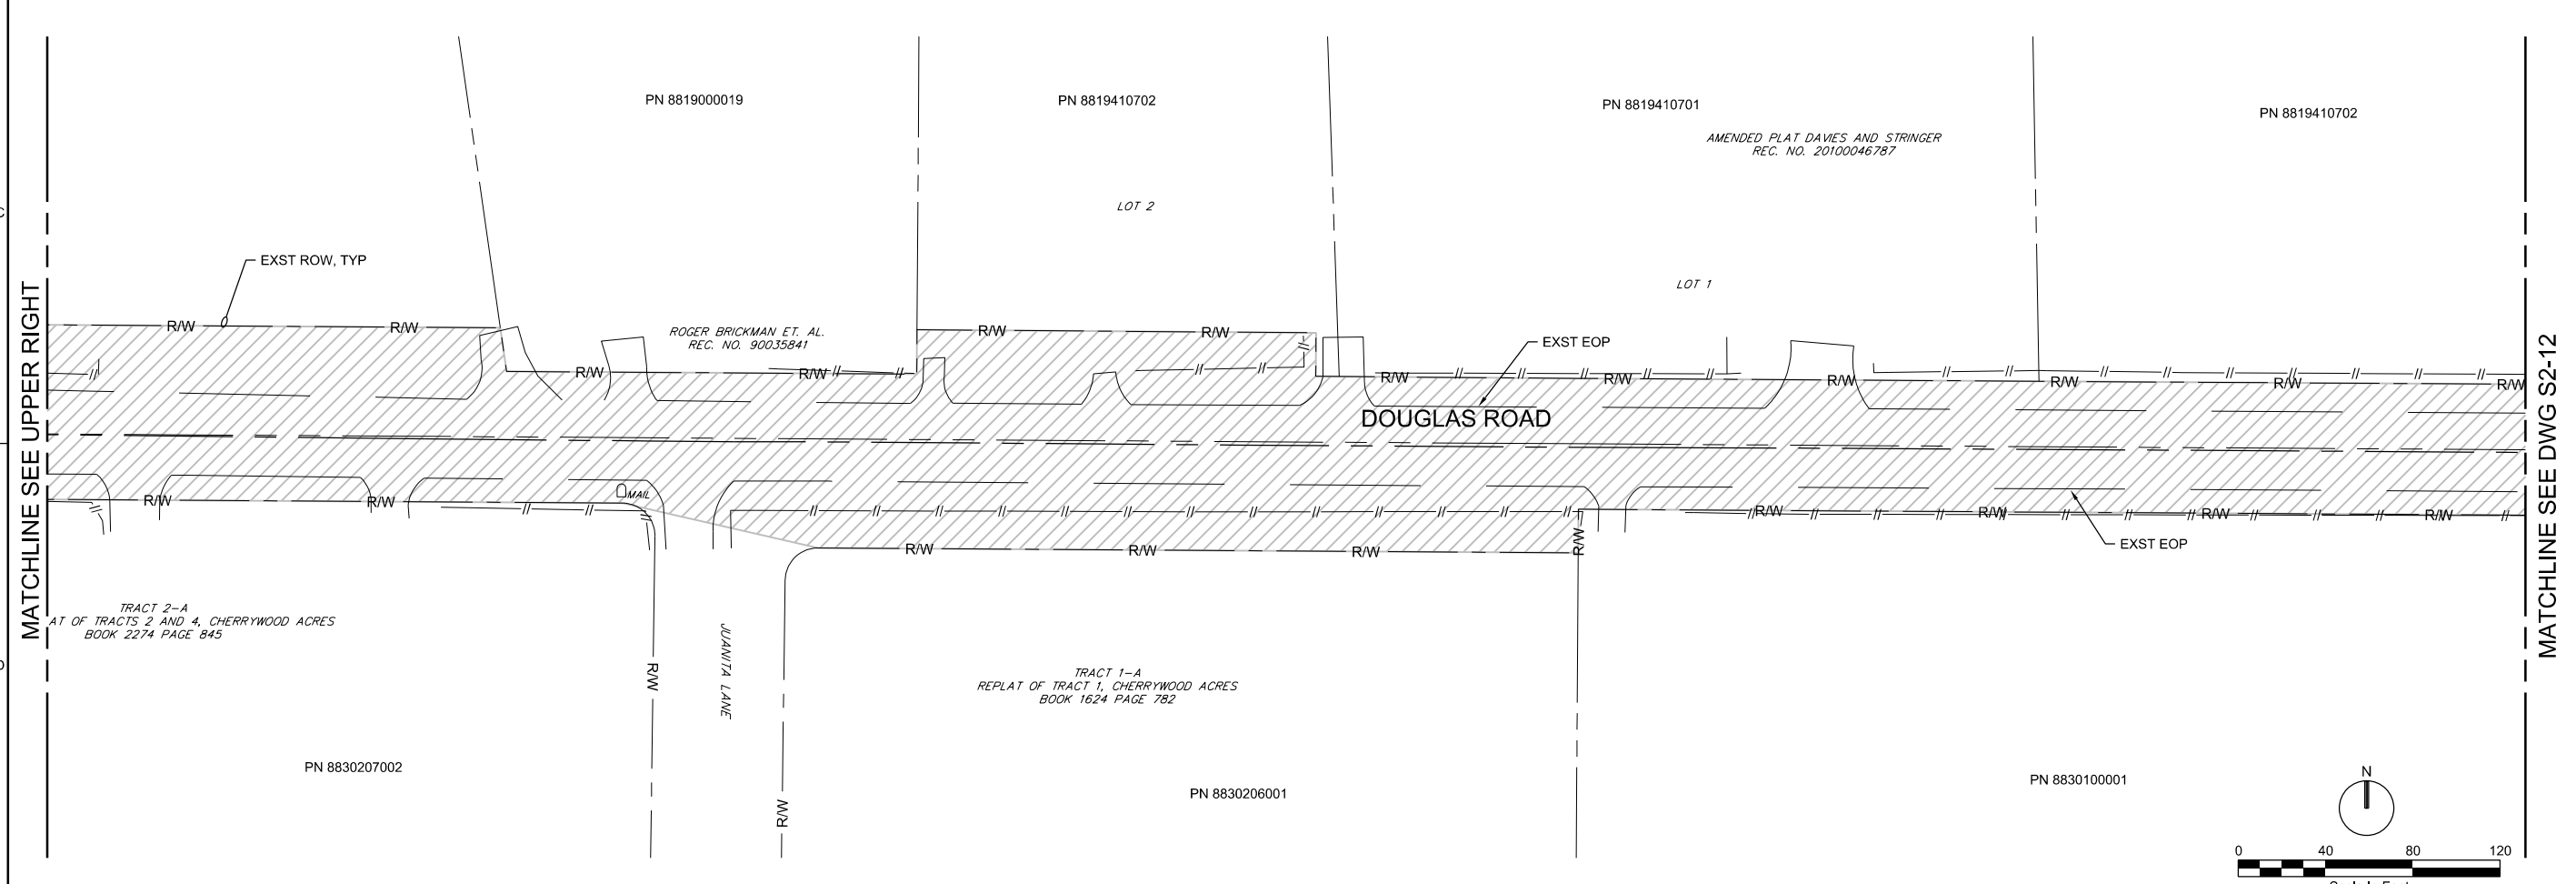 PN 8819000019
PN 8819410702
PN 8819410701
PN 8819410702
AMENDED PLAT DAVIES AND STRINGER
REC. NO. 20100046787
LOT 2
EXST ROW, TYP
LOT 1
MATCHLINE SEE UPPER RIGHT
R/W
R/W
ROGER BRICKMAN ET. AL.
REC. NO. 90035841
R/W
R/W
EXST EOP
MATCHLINE SEE DWG S2-12
R/W
R/W
R/W
R/W
R/W
R/W
R/W
R/W
DOUGLAS ROAD
R/W
R/W
MAIL
R/W
R/W
R/W
R/W
R/W
R/W
R/W
R/W
EXST EOP
TRACT 2-A
AT OF TRACTS 2 AND 4, CHERRYWOOD ACRES
BOOK 2274 PAGE 845
R/W
JUANITA LANE
TRACT 1-A
REPLAT OF TRACT 1, CHERRYWOOD ACRES
BOOK 1624 PAGE 782
PN 8830207002
R/W
PN 8830206001
PN 8830100001
N
0 40 80 120